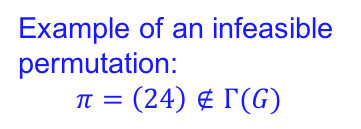 Example of an infeasible
permutation:
π = (24) ∉ Γ(G)